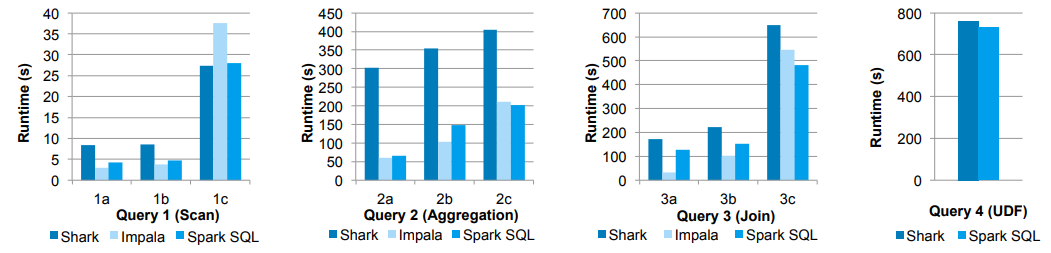 Runtime (s)
40
35
30
25
20
15
10
5
0
1a 1b 1c
Query 1 (Scan)
Shark Impala Spark SQL
Runtime (s)
450
400
350
300
250
200
150
100
50
0
2a 2b 2c
Query 2 (Aggregation)
Shark Impala Spark SQL
Runtime (s)
700
600
500
400
300
200
100
0
3a 3b 3c
Query 3 (Join)
Shark Impala Spark SQL
Runtime (s)
800
600
400
200
0
Query 4 (UDF)
Shark Spark SQL